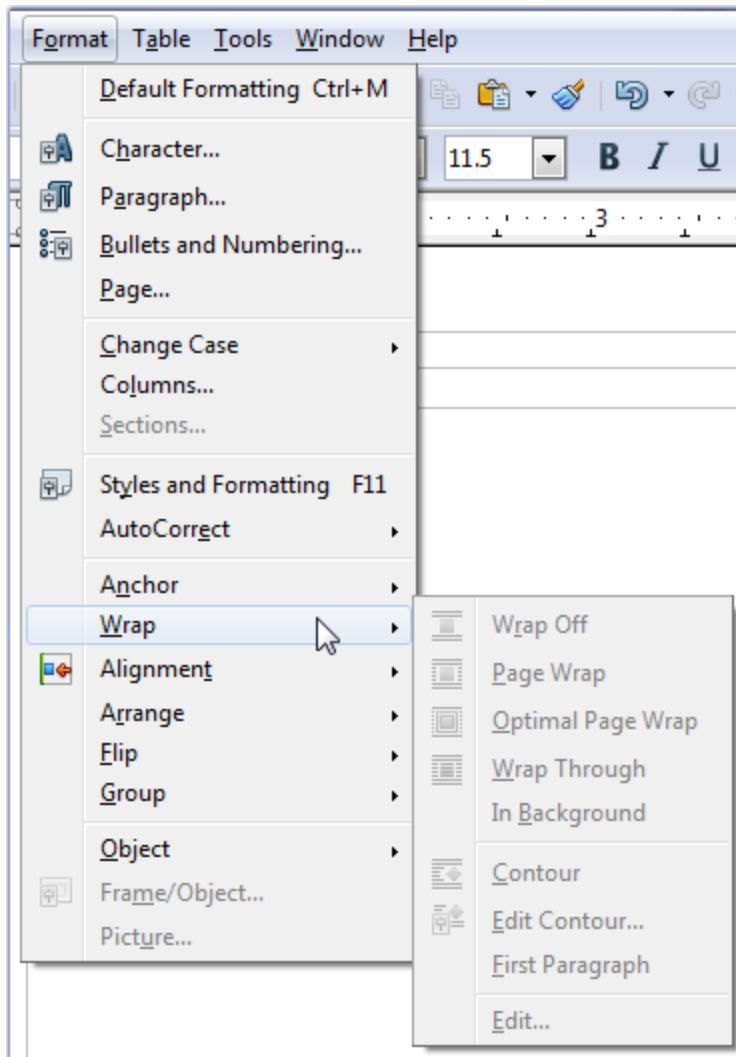 Format Table Tools Window Help
Default Formatting Ctrl+M
Character...
11.5 B I U
Paragraph...
3
Bullets and Numbering...
Page...
Change Case
Columns...
Sections...
Styles and Formatting F11
AutoCorrect
Anchor
Wrap
Wrap Off
Alignment
Page Wrap
Arrange
Optimal Page Wrap
Flip
Wrap Through
Group
In Background
Object
Contour
Frame/Object...
Edit Contour...
Picture...
First Paragraph
Edit...